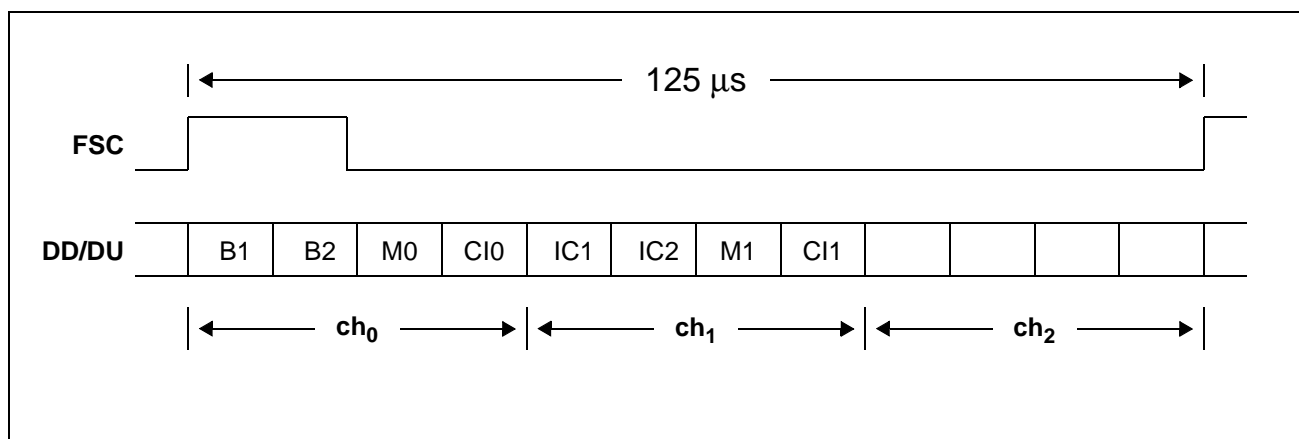 125 μs
FSC
DD/DU B1 B2 M0 CI0 IC1 IC2 M1 CI1
ch0 ch1 ch2